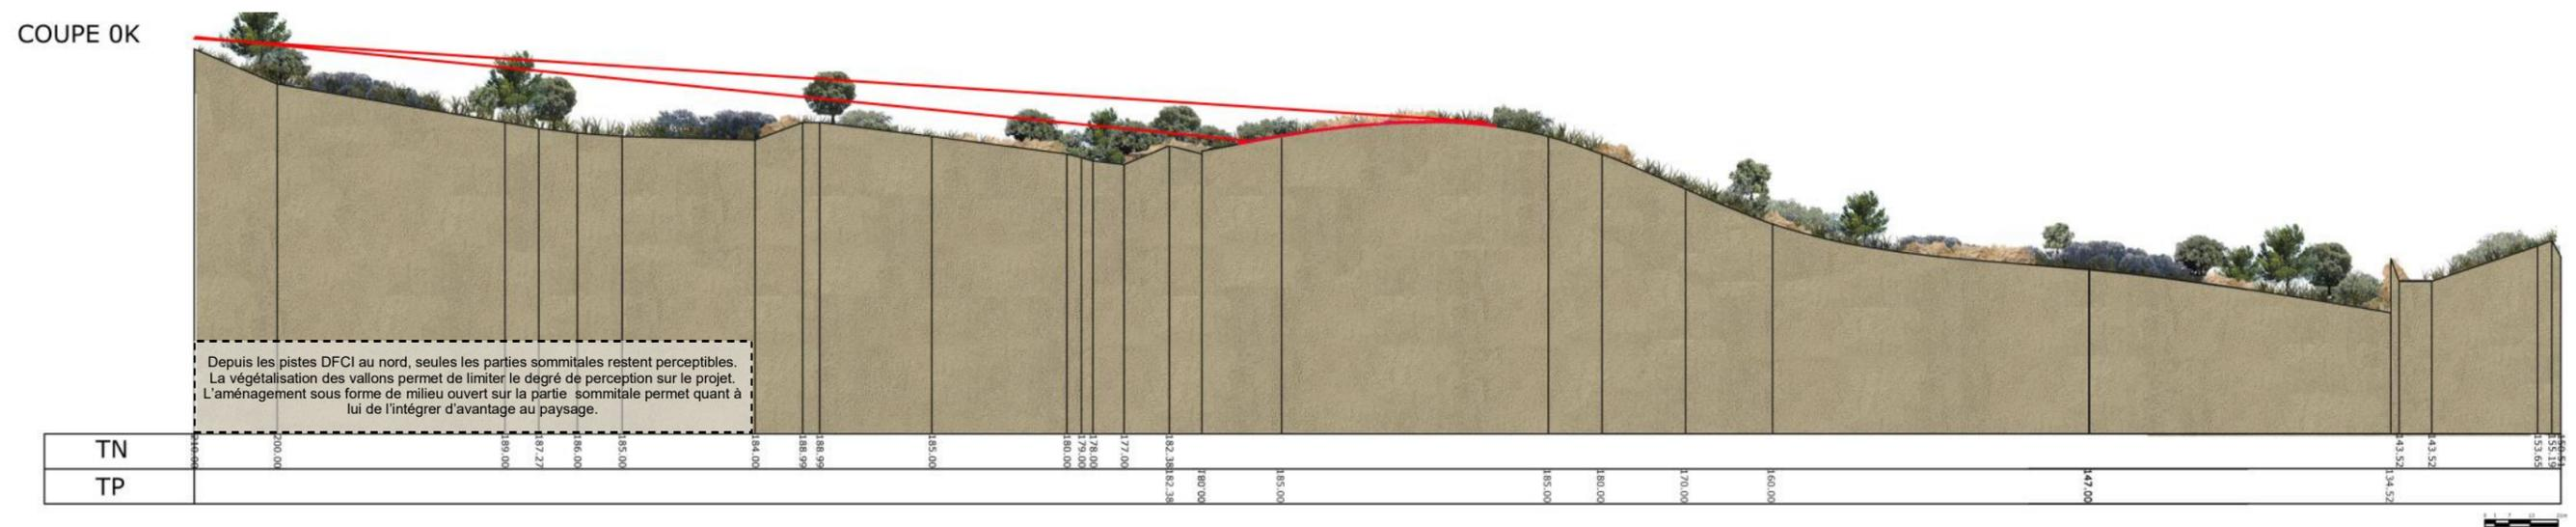 COUPE 0K
Depuis les pistes DFCI au nord, seules les parties sommitales restent perceptibles.
La végétalisation des vallons permet de limiter le degré de perception sur le projet.
L'aménagement sous forme de milieu ouvert sur la partie sommitale permet quant à
lui de l'intégrer d'avantage au paysage.
TN 210.00 200.00 189.00 187.27 186.00 185.00 184.00 188.99 188.99 185.00 180.00 179.00 178.00 177.00 182.38 143.52 143.52 153.65 155.19
TP 182.38 180.00 185.00 185.00 180.00 170.00 160.00 147.00 134.52